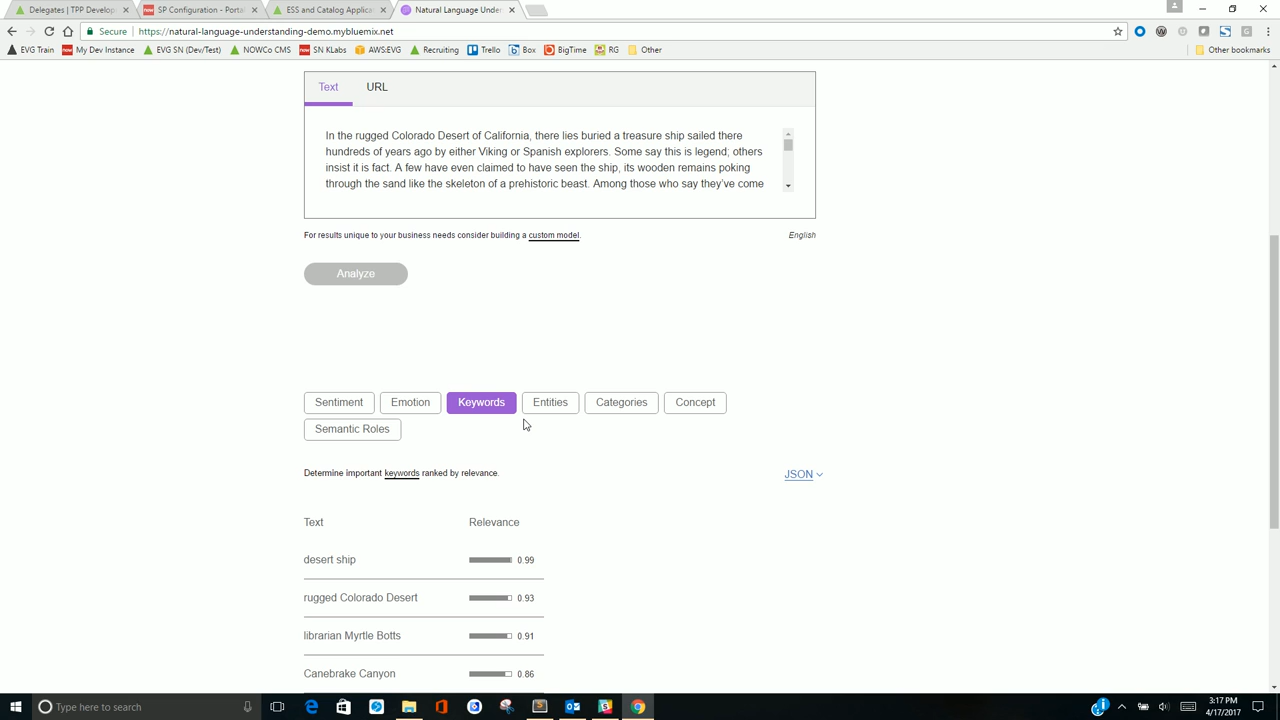 Delegates | TPP Develop
SP Configuration - Portal
ESS and Catalog Applica
Natural Language Under
Secure
https://natural-language-understanding-demo.mybluemix.net
EVG Train
My Dev Instance
EVG SN (Dev/Test)
NOWCo CMS
SN KLabs
AWS:EVG
Recruiting
Trello
Box
BigTime
RG
Other
Other bookmarks
Text
URL
In the rugged Colorado Desert of California, there lies buried a treasure ship sailed there
hundreds of years ago by either Viking or Spanish explorers. Some say this is legend; others
insist it is fact. A few have even claimed to have seen the ship, its wooden remains poking
through the sand like the skeleton of a prehistoric beast. Among those who say they've come
For results unique to your business needs consider building a custom model.
English
Analyze
Sentiment
Emotion
Keywords
Entities
Categories
Concept
Semantic Roles
Determine important keywords ranked by relevance.
JSON
Text
Relevance
desert ship
0.99
rugged Colorado Desert
0.93
librarian Myrtle Botts
0.91
Canebrake Canyon
0.86
Type here to search
3:17 PM
4/17/2017